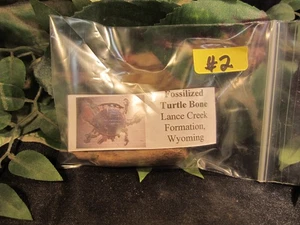 #2
Fossilized
Turtle Bone
Lance Creek
Formation,
Wyoming